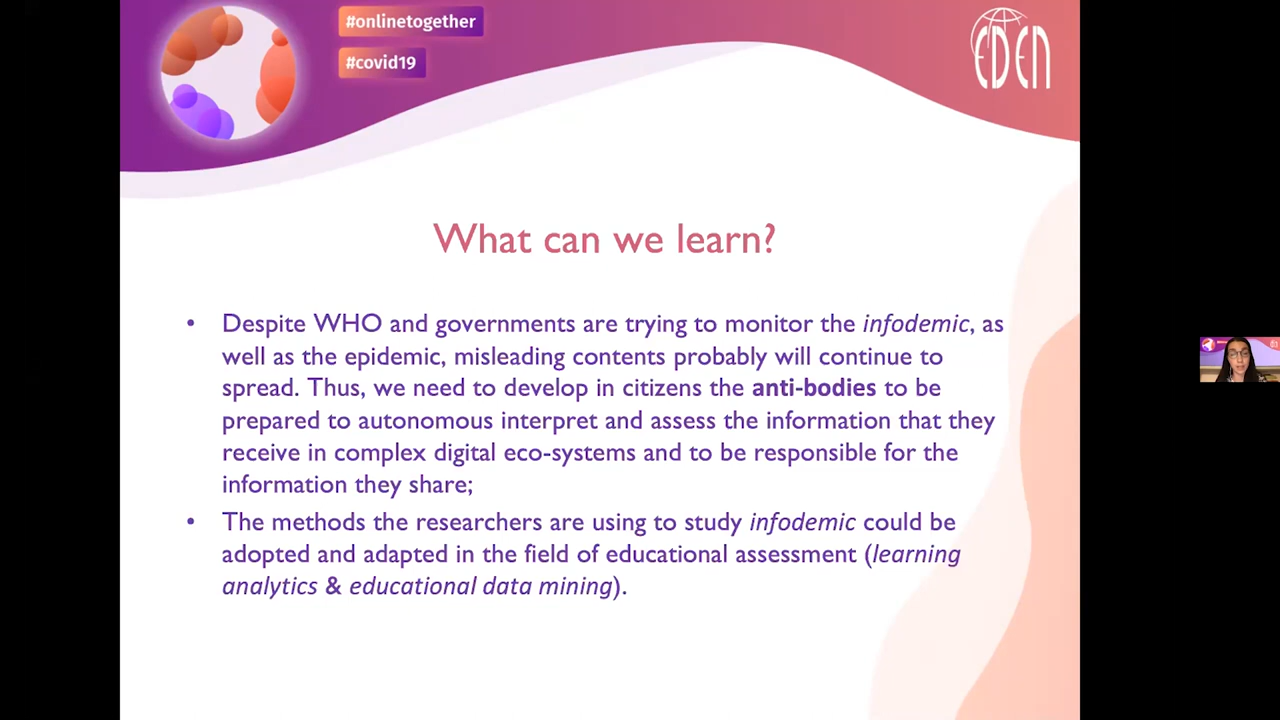 #onlinetogether
#covid19
EDEN
What can we learn?
• Despite WHO and governments are trying to monitor the infodemic, as
well as the epidemic, misleading contents probably will continue to
spread. Thus, we need to develop in citizens the anti-bodies to be
prepared to autonomous interpret and assess the information that they
receive in complex digital eco-systems and to be responsible for the
information they share;
• The methods the researchers are using to study infodemic could be
adopted and adapted in the field of educational assessment (learning
analytics & educational data mining).